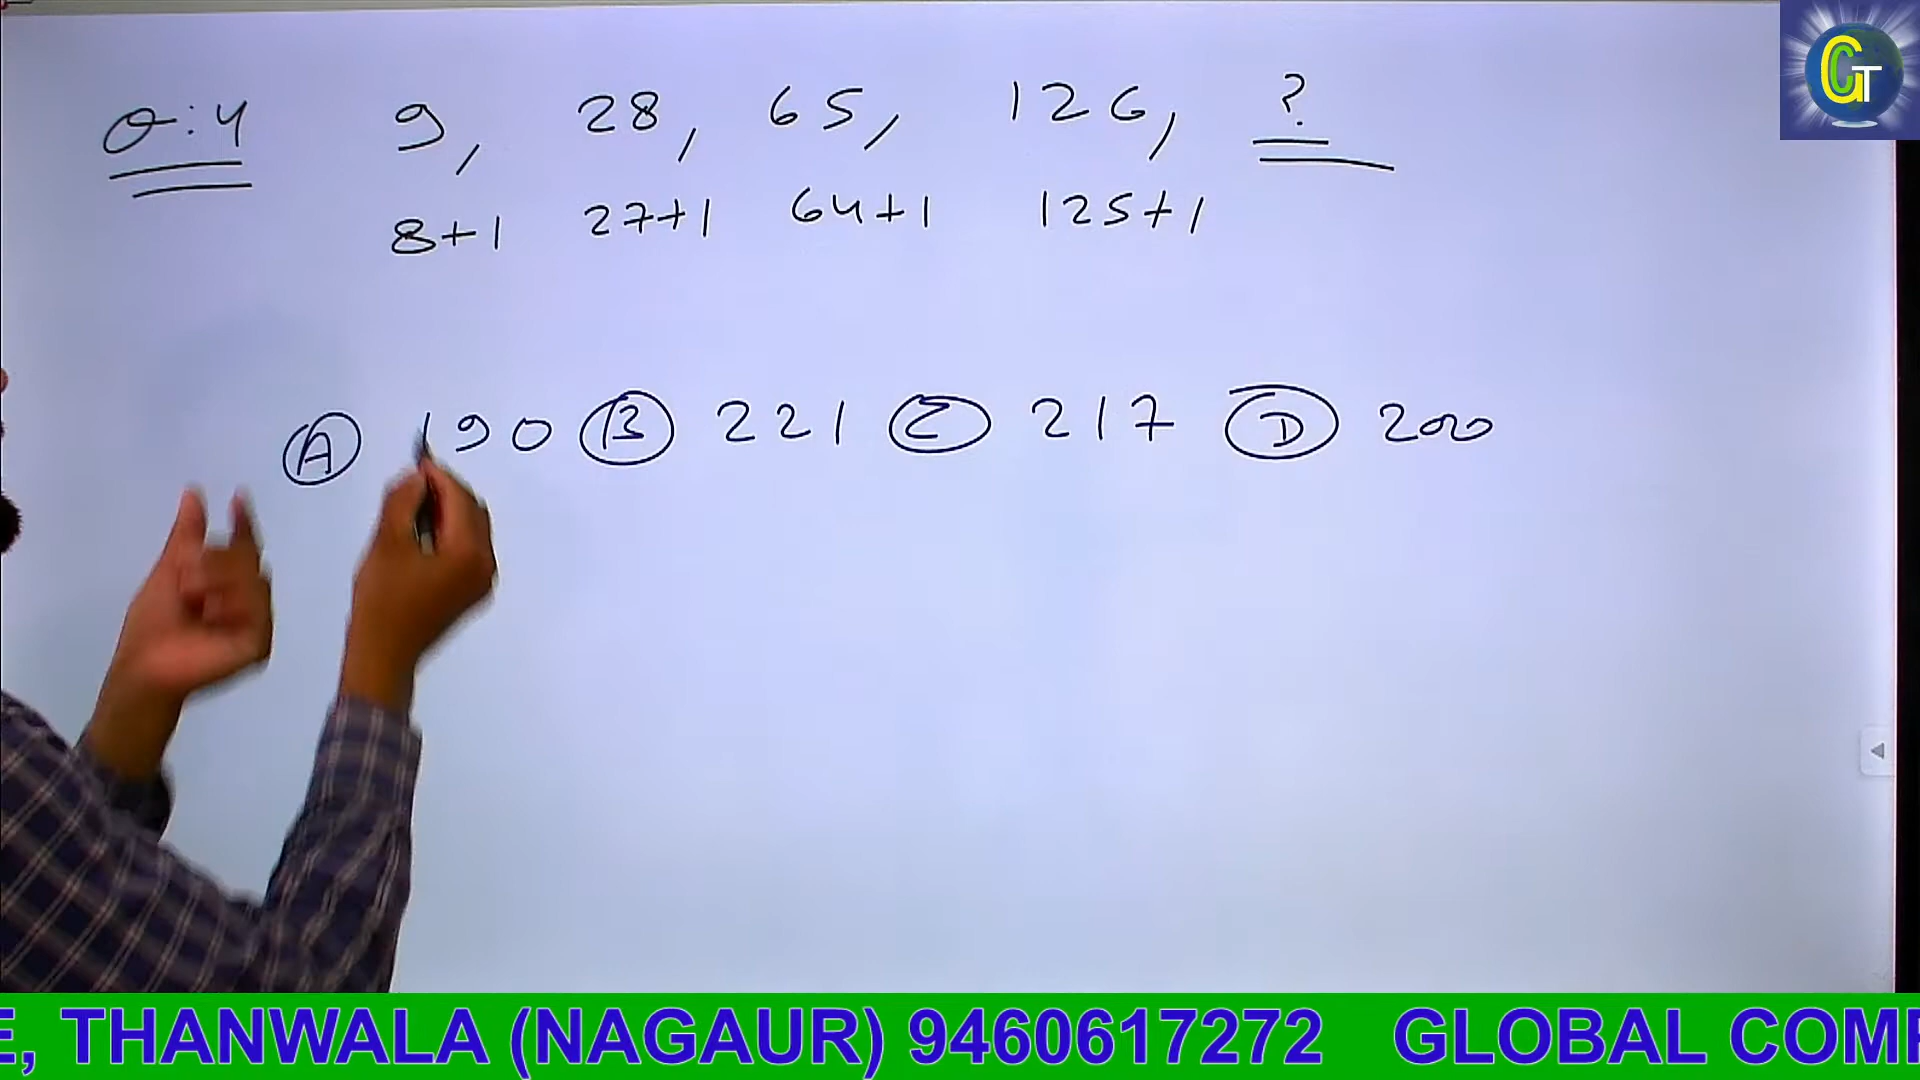 Q:4 9, 28, 65, 126, ?
8+1 27+1 64+1 125+1
A 190 B 221 C 217 D 200
GCT
E, THANWALA (NAGAUR) 9460617272 GLOBAL COMP